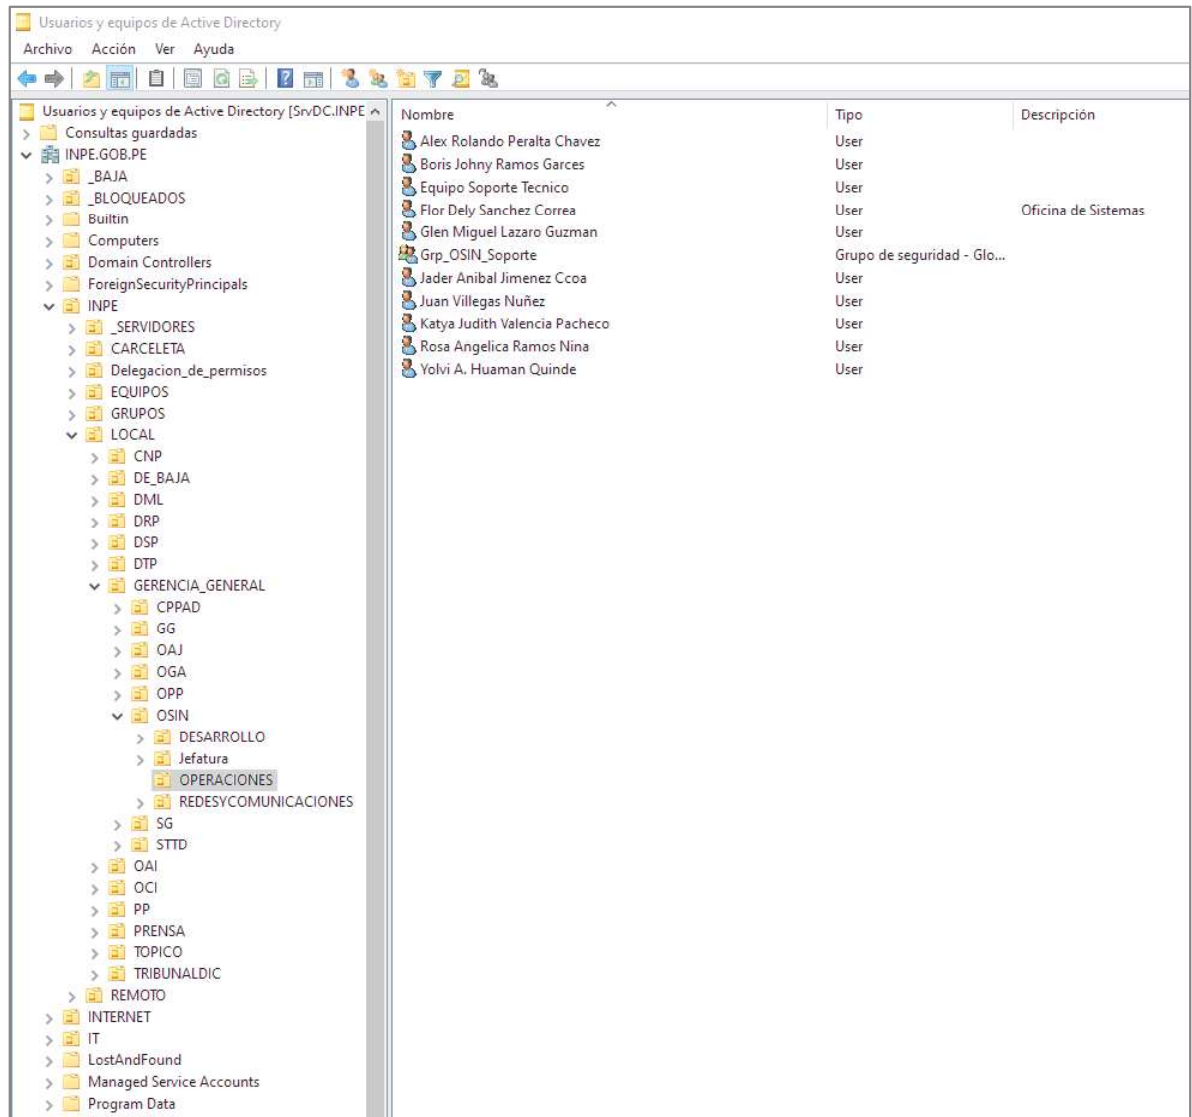 Usuarios y equipos de Active Directory
Archivo Acción Ver Ayuda
Usuarios y equipos de Active Directory [SrvDC.INPE
Consultas guardadas
INPE.GOB.PE
_BAJA
_BLOQUEADOS
Builtin
Computers
Domain Controllers
ForeignSecurityPrincipals
INPE
_SERVIDORES
CARCELETA
Delegacion_de_permisos
EQUIPOS
GRUPOS
LOCAL
CNP
DE_BAJA
DML
DRP
DSP
DTP
GERENCIA_GENERAL
CPPAD
GG
OAJ
OGA
OPP
OSIN
DESARROLLO
Jefatura
OPERACIONES
REDESYCOMUNICACIONES
SG
STTD
OAI
OCI
PP
PRENSA
TOPICO
TRIBUNALDIC
REMOTO
INTERNET
IT
LostAndFound
Managed Service Accounts
Program Data
Nombre Tipo Descripción
Alex Rolando Peralta Chavez User
Boris Johny Ramos Garces User
Equipo Soporte Tecnico User
Flor Dely Sanchez Correa User Oficina de Sistemas
Glen Miguel Lazaro Guzman User
Grp_OSIN_Soporte Grupo de seguridad - Glo...
Jader Anibal Jimenez Ccoa User
Juan Villegas Nuñez User
Katya Judith Valencia Pacheco User
Rosa Angelica Ramos Nina User
Yolvi A. Huaman Quinde User